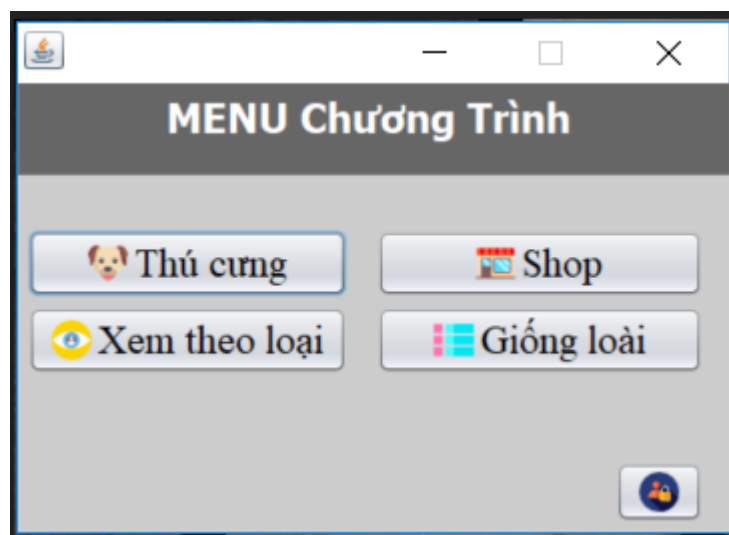 MENU Chương Trình
Thú cưng
Shop
Xem theo loại
Giống loài